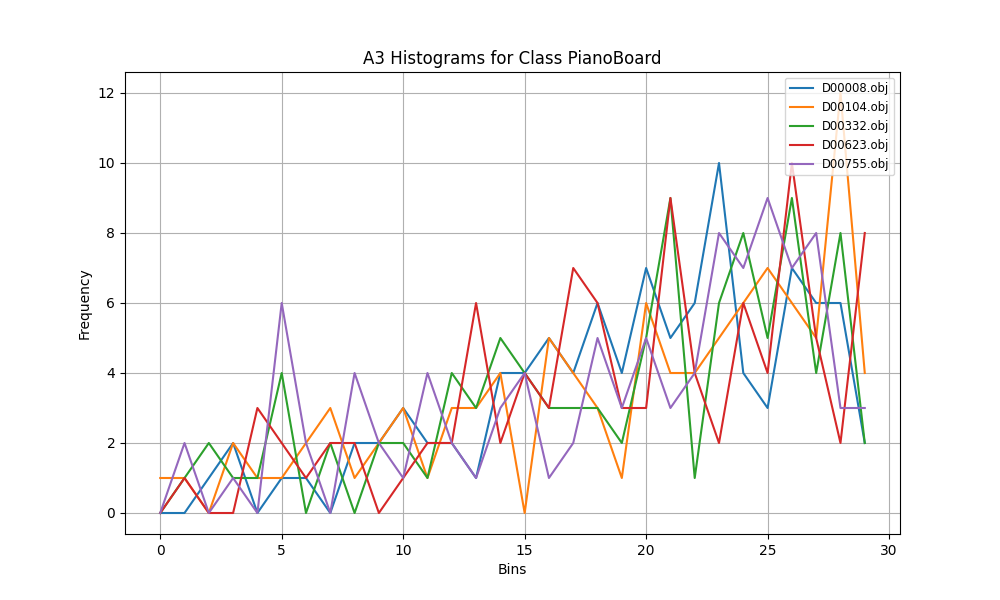 A3 Histograms for Class PianoBoard
D00008.obj
D00104.obj
D00332.obj
D00623.obj
D00755.obj
Frequency
12
10
8
6
4
2
0
0 5 10 15 20 25 30
Bins